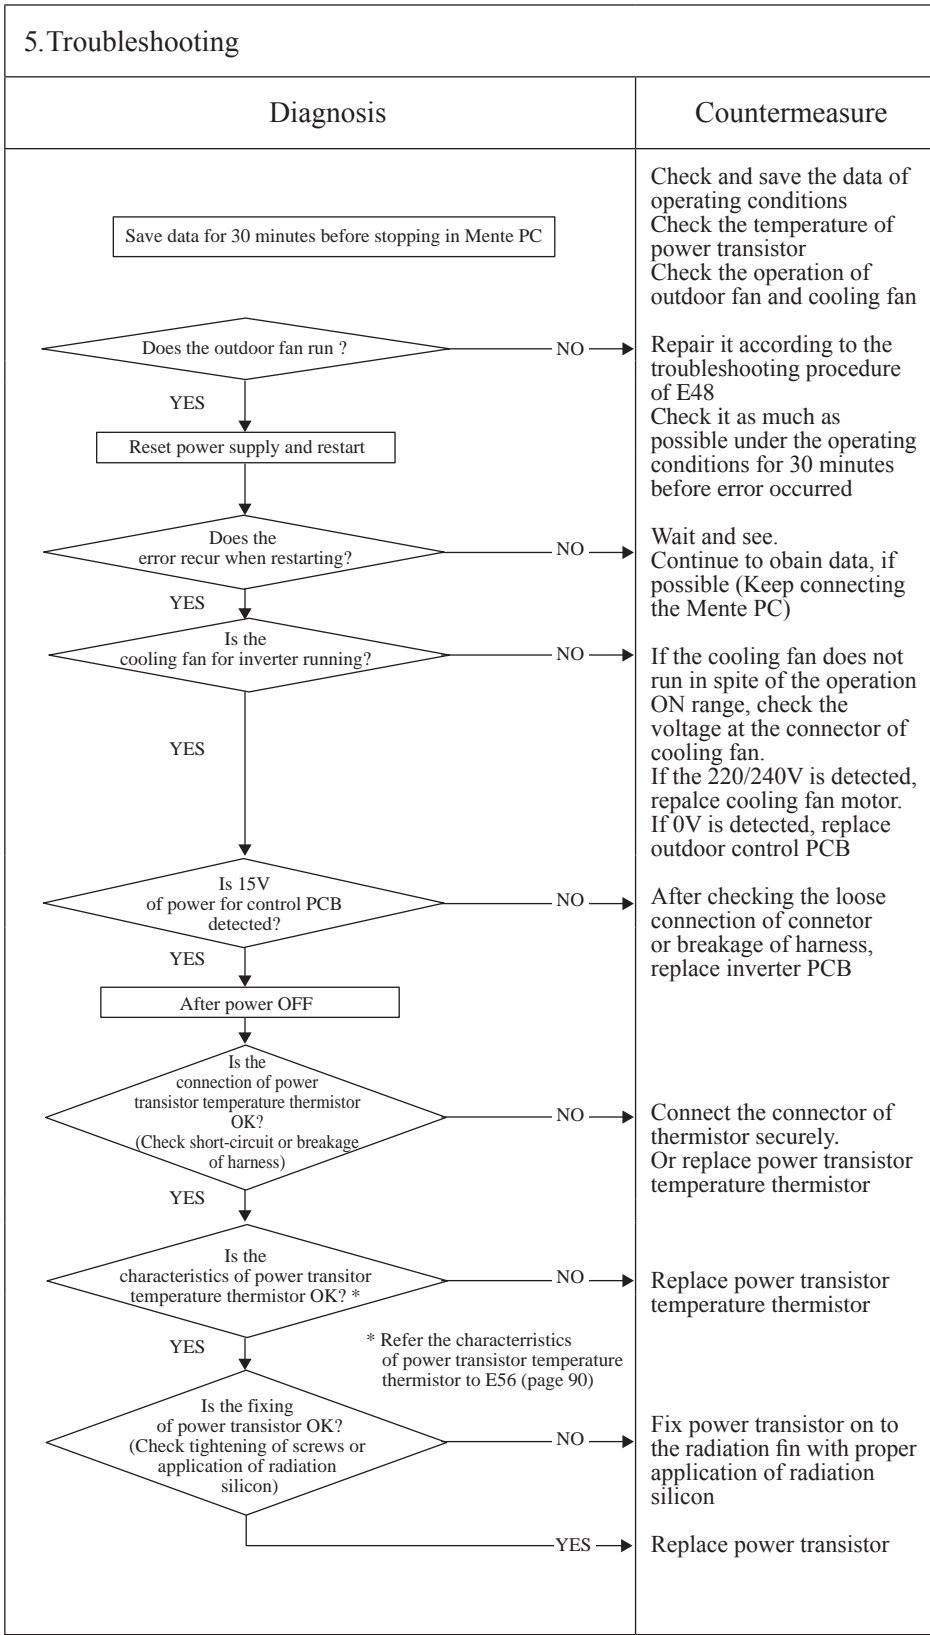 5.Troubleshooting
Diagnosis
Countermeasure
Save data for 30 minutes before stopping in Mente PC
Check and save the data of
operating conditions
Check the temperature of
power transistor
Check the operation of
outdoor fan and cooling fan
Does the outdoor fan run ?
NO
Repair it according to the
troubleshooting procedure
of E48
Check it as much as
possible under the operating
conditions for 30 minutes
before error occurred
YES
Reset power supply and restart
Does the
error recur when restarting?
NO
Wait and see.
Continue to obain data, if
possible (Keep connecting
the Mente PC)
YES
Is the
cooling fan for inverter running?
NO
If the cooling fan does not
run in spite of the operation
ON range, check the
voltage at the connector of
cooling fan.
If the 220/240V is detected,
repalce cooling fan motor.
If 0V is detected, replace
outdoor control PCB
YES
Is 15V
of power for control PCB
detected?
NO
After checking the loose
connection of connetor
or breakage of harness,
replace inverter PCB
YES
After power OFF
Is the
connection of power
transistor temperature thermistor
OK?
(Check short-circuit or breakage
of harness)
NO
Connect the connector of
thermistor securely.
Or replace power transistor
temperature thermistor
YES
Is the
characteristics of power transitor
temperature thermistor OK? *
NO
Replace power transistor
temperature thermistor
YES
* Refer the characterristics
of power transistor temperature
thermistor to E56 (page 90)
Is the fixing
of power transistor OK?
(Check tightening of screws or
application of radiation
silicon)
NO
Fix power transistor on to
the radiation fin with proper
application of radiation
silicon
YES
Replace power transistor